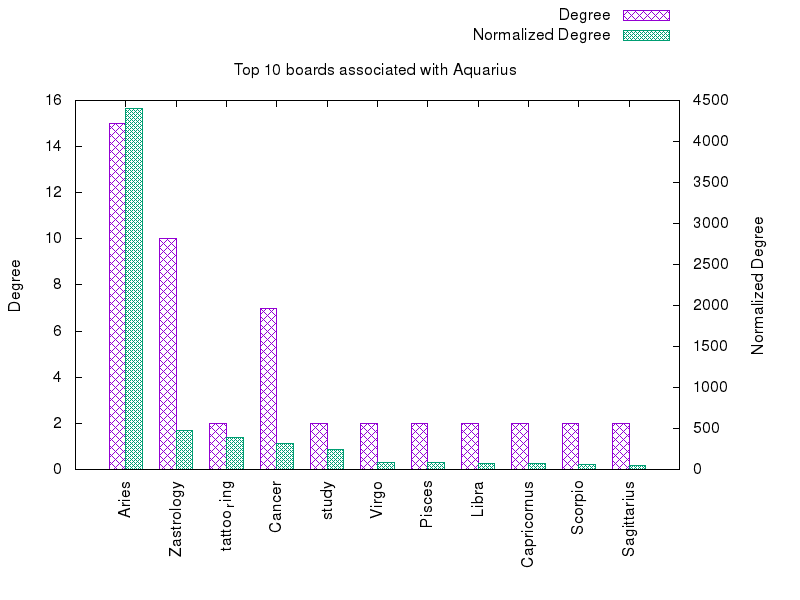 Degree
Normalized Degree
Top 10 boards associated with Aquarius
16
14
12
10
8
6
4
2
0
4500
4000
3500
3000
2500
2000
1500
1000
500
0
Degree
Normalized Degree
Aries
Zastrology
tattooring
Cancer
study
Virgo
Pisces
Libra
Capricornus
Scorpio
Sagittarius